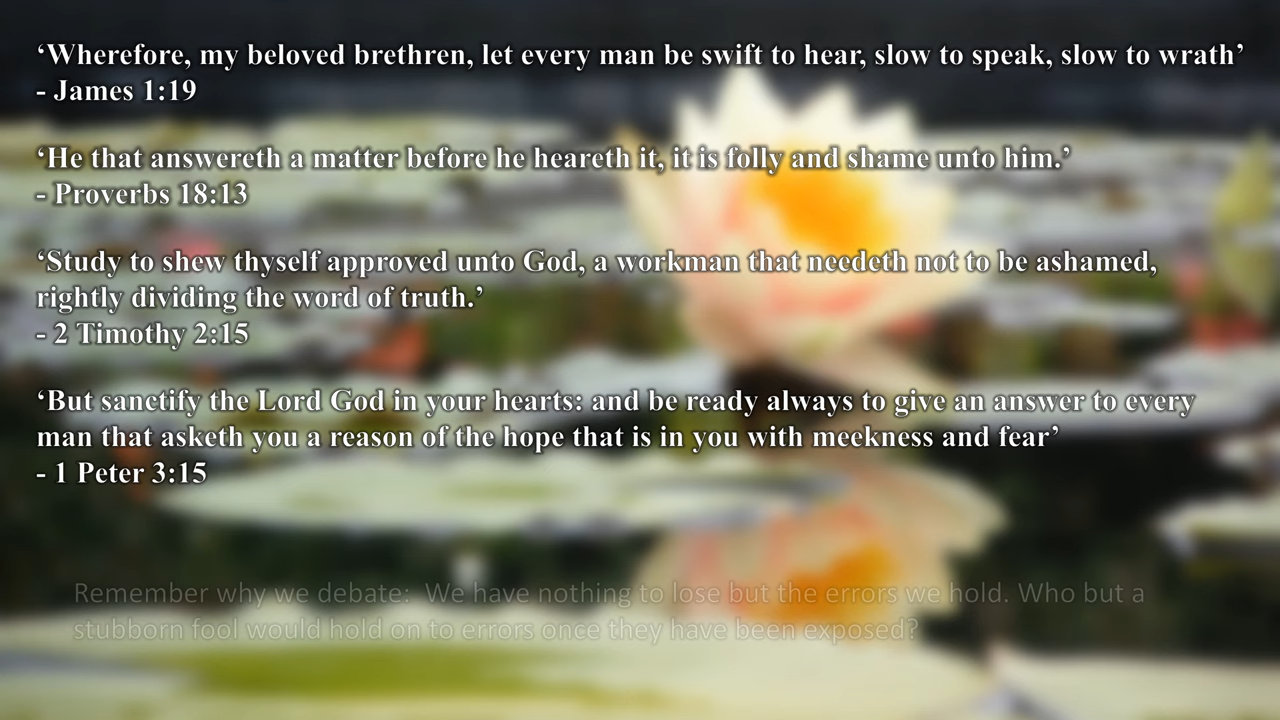 ‘Wherefore, my beloved brethren, let every man be swift to hear, slow to speak, slow to wrath’
- James 1:19
‘He that answereth a matter before he heareth it, it is folly and shame unto him.’
- Proverbs 18:13
‘Study to shew thyself approved unto God, a workman that needeth not to be ashamed,
rightly dividing the word of truth.’
- 2 Timothy 2:15
‘But sanctify the Lord God in your hearts: and be ready always to give an answer to every
man that asketh you a reason of the hope that is in you with meekness and fear’
- 1 Peter 3:15
Remember why we debate:  We have nothing to lose but the errors we hold. Who but a
stubborn fool would hold on to errors once they have been exposed?